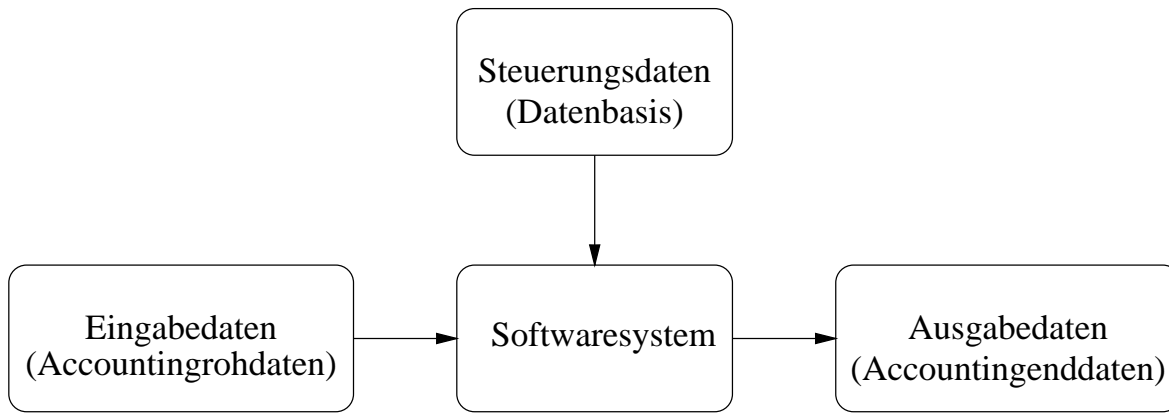 Steuerungsdaten
(Datenbasis)
Eingabedaten
(Accountingrohdaten)
Softwaresystem
Ausgabedaten
(Accountingenddaten)